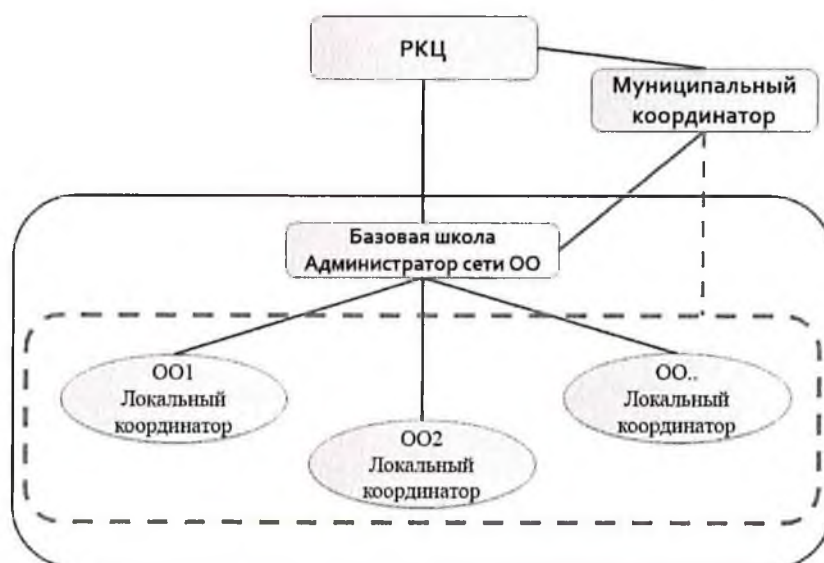 РКЦ
Муниципальный
координатор
Базовая школа
Администратор сети ОО
ОО1
Локальный
координатор
ОО2
Локальный
координатор
ОО..
Локальный
координатор